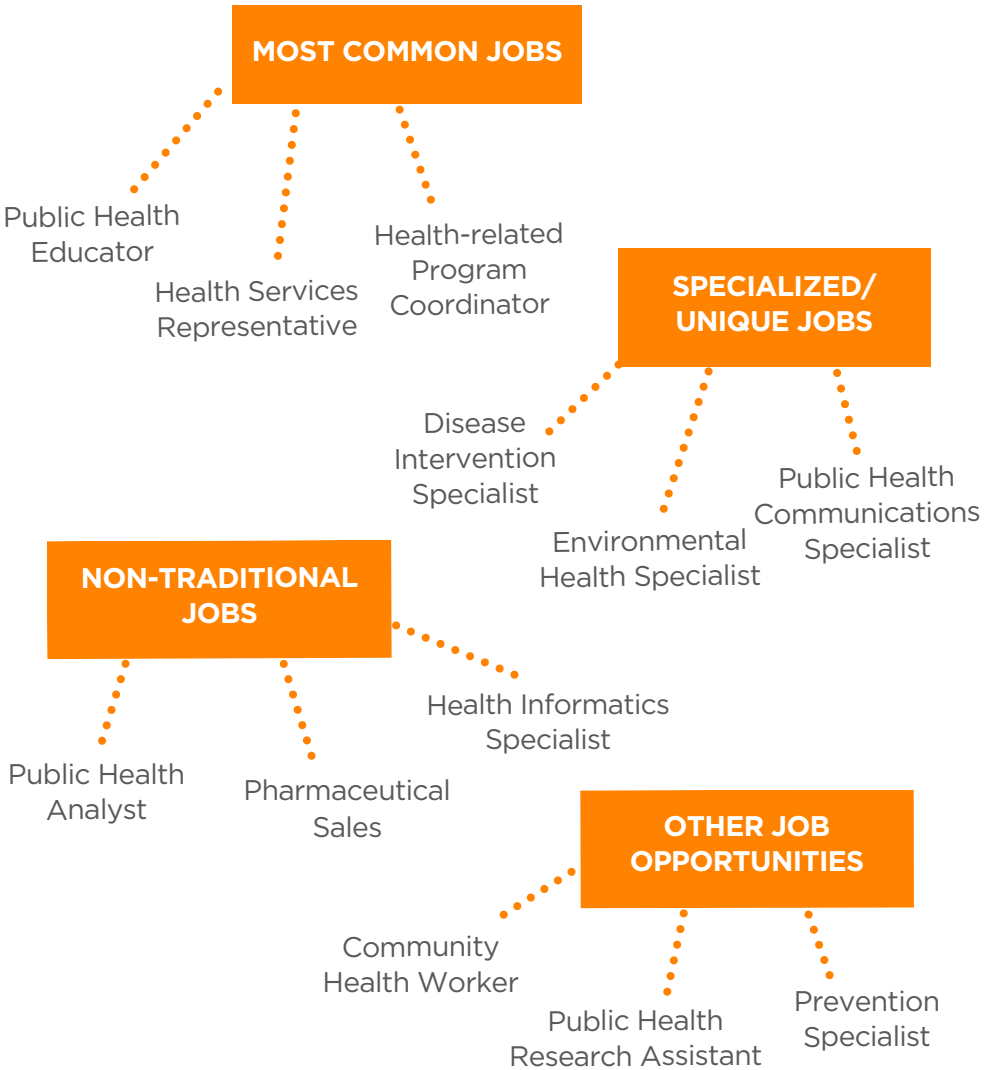 MOST COMMON JOBS
Public Health
Educator
Health Services
Representative
Health-related
Program
Coordinator
SPECIALIZED/
UNIQUE JOBS
Disease
Intervention
Specialist
Environmental
Health Specialist
Public Health
Communications
Specialist
NON-TRADITIONAL
JOBS
Public Health
Analyst
Pharmaceutical
Sales
Health Informatics
Specialist
OTHER JOB
OPPORTUNITIES
Community
Health Worker
Public Health
Research Assistant
Prevention
Specialist